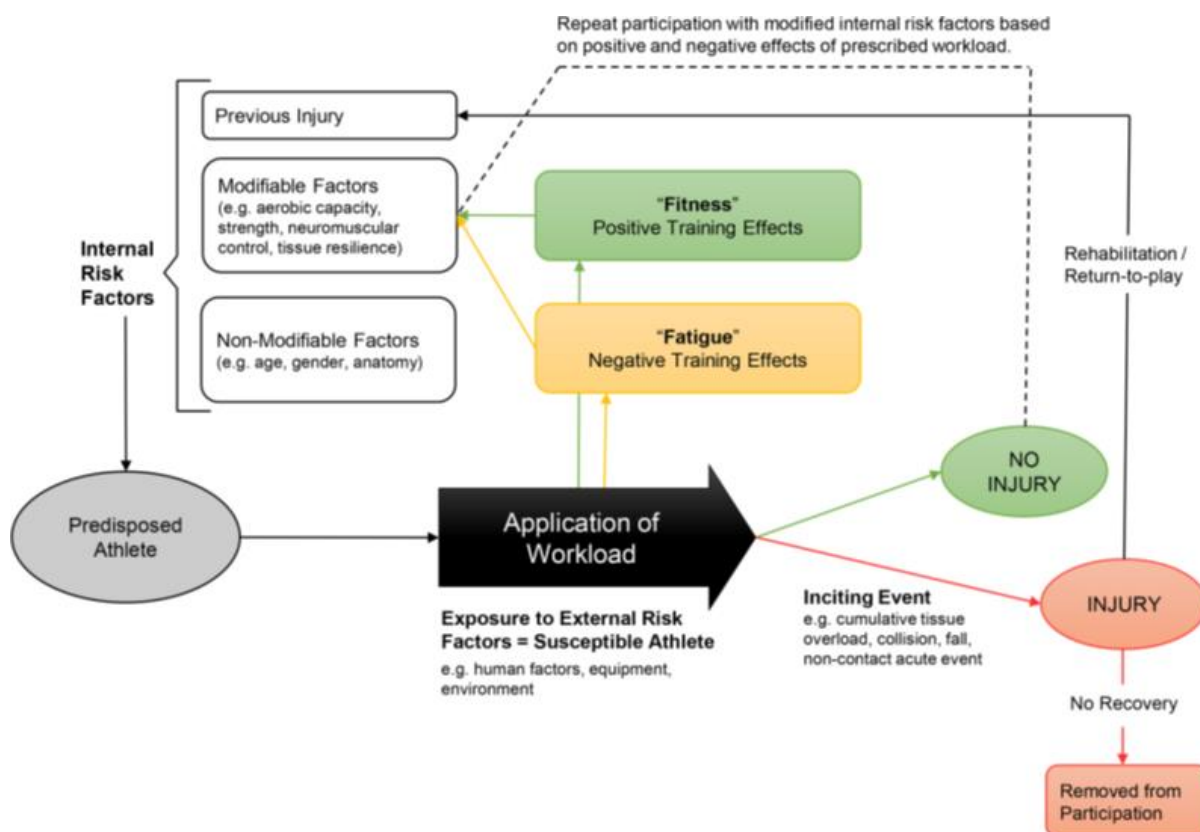 Repeat participation with modified internal risk factors based
on positive and negative effects of prescribed workload.
Previous Injury
Modifiable Factors
(e.g. aerobic capacity,
strength, neuromuscular
control, tissue resilience)
Internal
Risk
Factors
Non-Modifiable Factors
(e.g. age, gender, anatomy)
"Fitness"
Positive Training Effects
"Fatigue"
Negative Training Effects
Rehabilitation /
Return-to-play
Predisposed
Athlete
Application of
Workload
NO
INJURY
Exposure to External Risk
Factors = Susceptible Athlete
e.g. human factors, equipment,
environment
Inciting Event
e.g. cumulative tissue
overload, collision, fall,
non-contact acute event
INJURY
No Recovery
Removed from
Participation